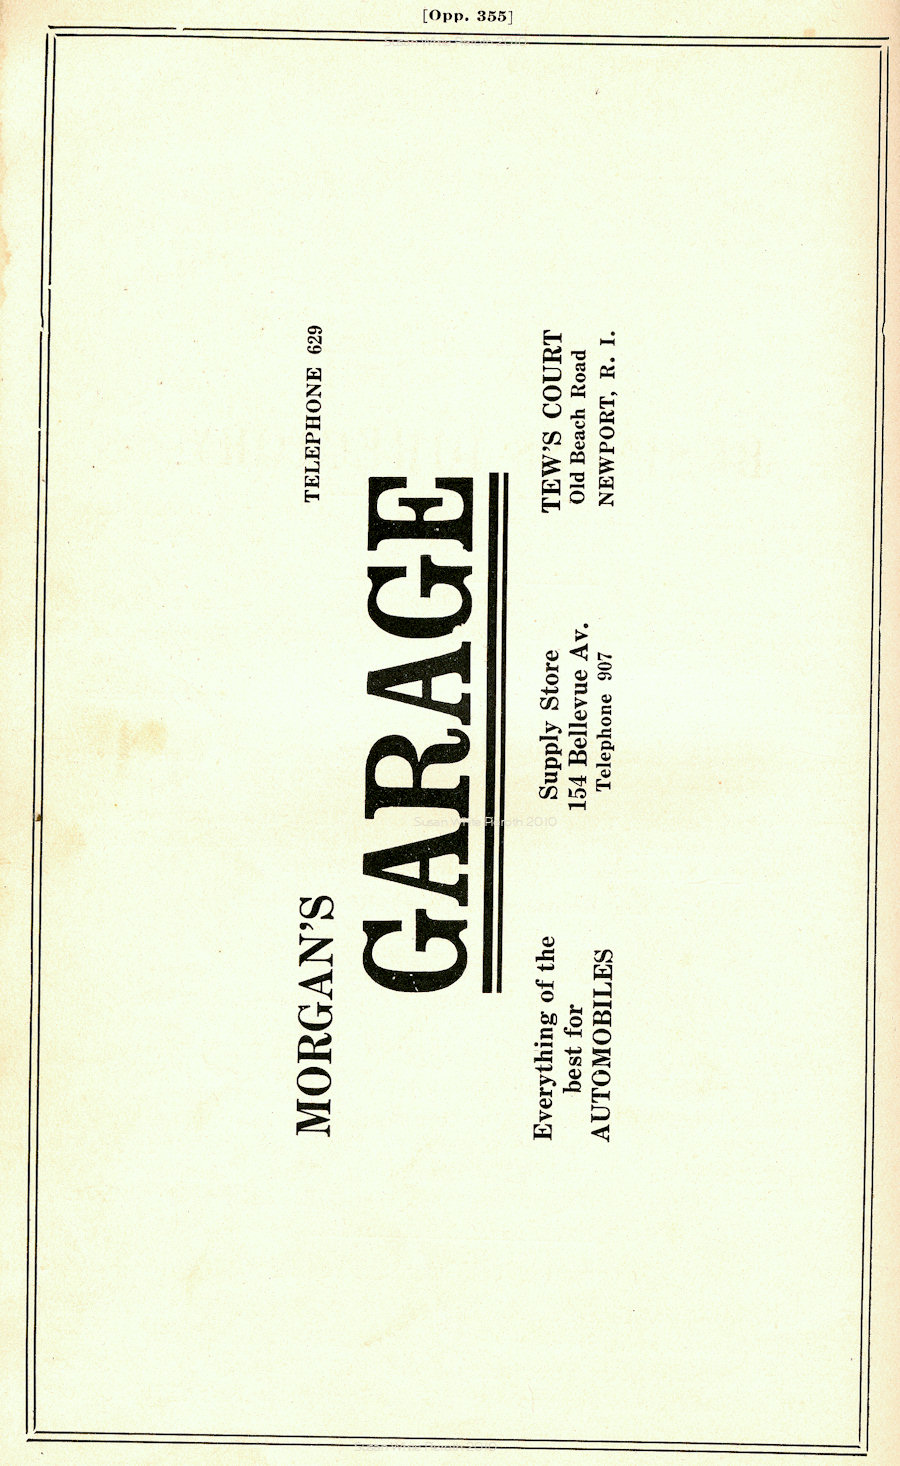 [Opp. 355]
MORGAN'S
TELEPHONE 629
GARAGE
Everything of the
best for
AUTOMOBILES
Supply Store
154 Bellevue Av.
Telephone 907
TEW'S COURT
Old Beach Road
NEWPORT, R. I.